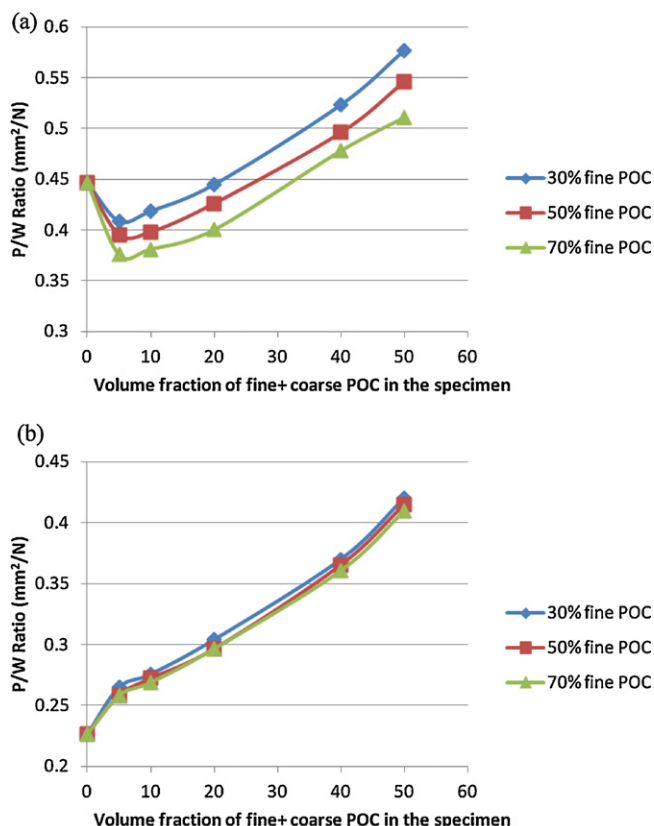 (a)
0.6
0.55
0.5
0.45
0.4
0.35
0.3
P/W Ratio (mm²/N)
0 10 20 30 40 50 60
Volume fraction of fine+ coarse POC in the specimen
30% fine POC
50% fine POC
70% fine POC
(b)
0.45
0.4
0.35
0.3
0.25
0.2
P/W Ratio (mm²/N)
0 10 20 30 40 50 60
Volume fraction of fine+ coarse POC in the specimen
30% fine POC
50% fine POC
70% fine POC